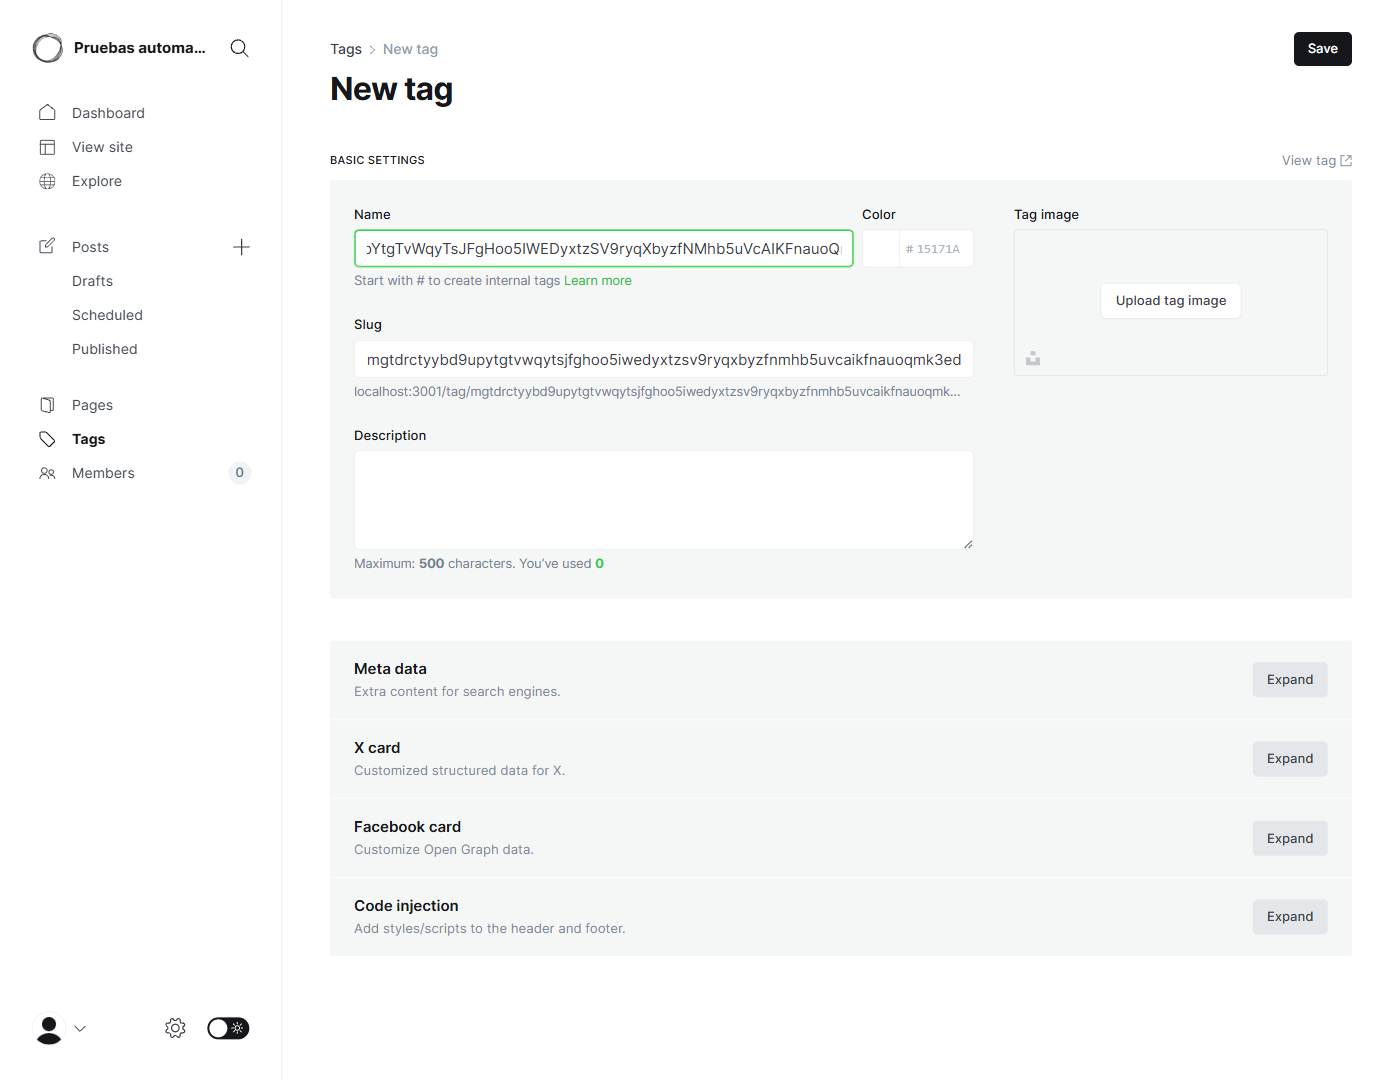 Pruebas automa...
Dashboard
View site
Explore
Posts
Drafts
Scheduled
Published
Pages
Tags
Members
0
Tags > New tag
Save
New tag
BASIC SETTINGS
View tag
Name
Color
Tag image
# 15171A
Start with # to create internal tags Learn more
Upload tag image
Slug
mgtdrctyybd9upytgtvwqytsjfghoo5iwedyxtzsv9ryqxbyzfnmhb5uvcaikfnauoqmk3ed
localhost:3001/tag/mgtdrctyybd9upytgtvwqytsjfghoo5iwedyxtzsv9ryqxbyzfnmhb5uvcaikfnauoqmk...
Description
Maximum: 500 characters. You’ve used 0
Meta data
Extra content for search engines.
Expand
X card
Customized structured data for X.
Expand
Facebook card
Customize Open Graph data.
Expand
Code injection
Add styles/scripts to the header and footer.
Expand